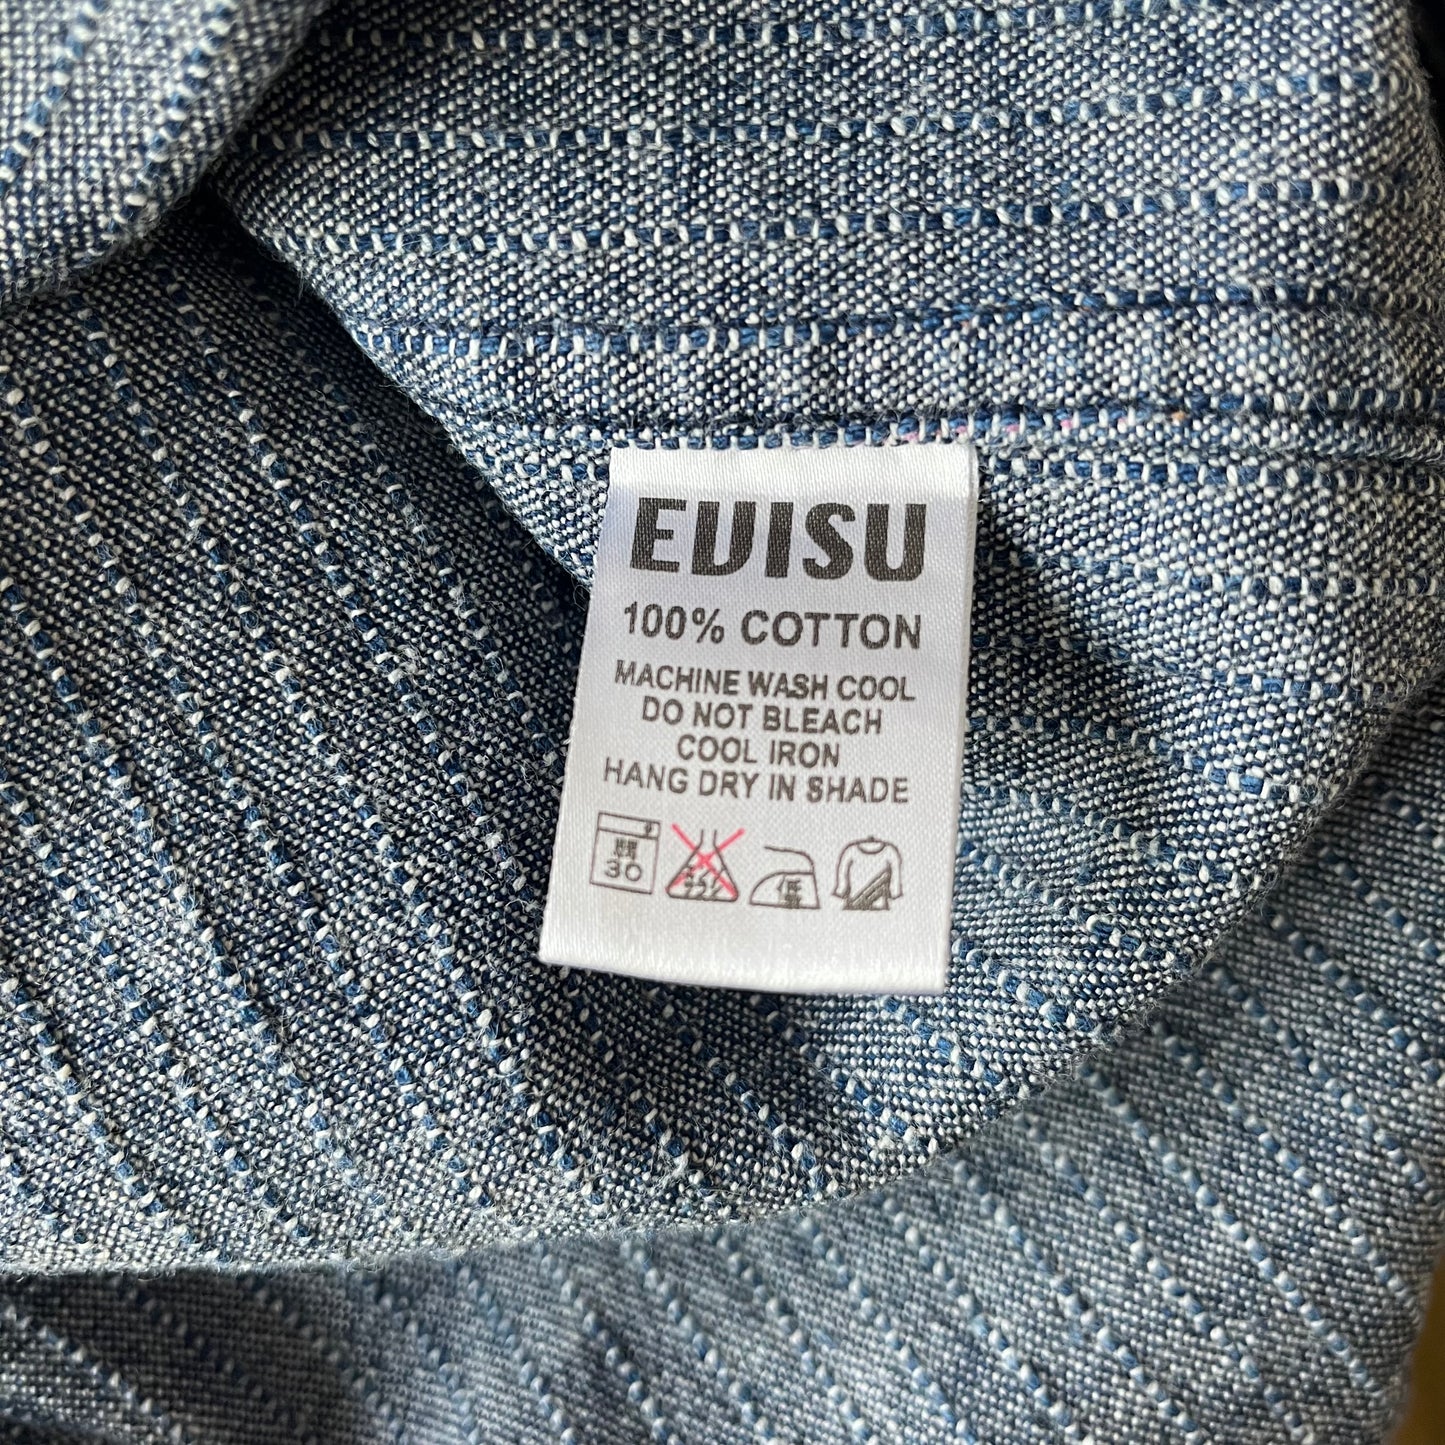 EVISU
100% COTTON
MACHINE WASH COOL
DO NOT BLEACH
COOL IRON
HANG DRY IN SHADE
30